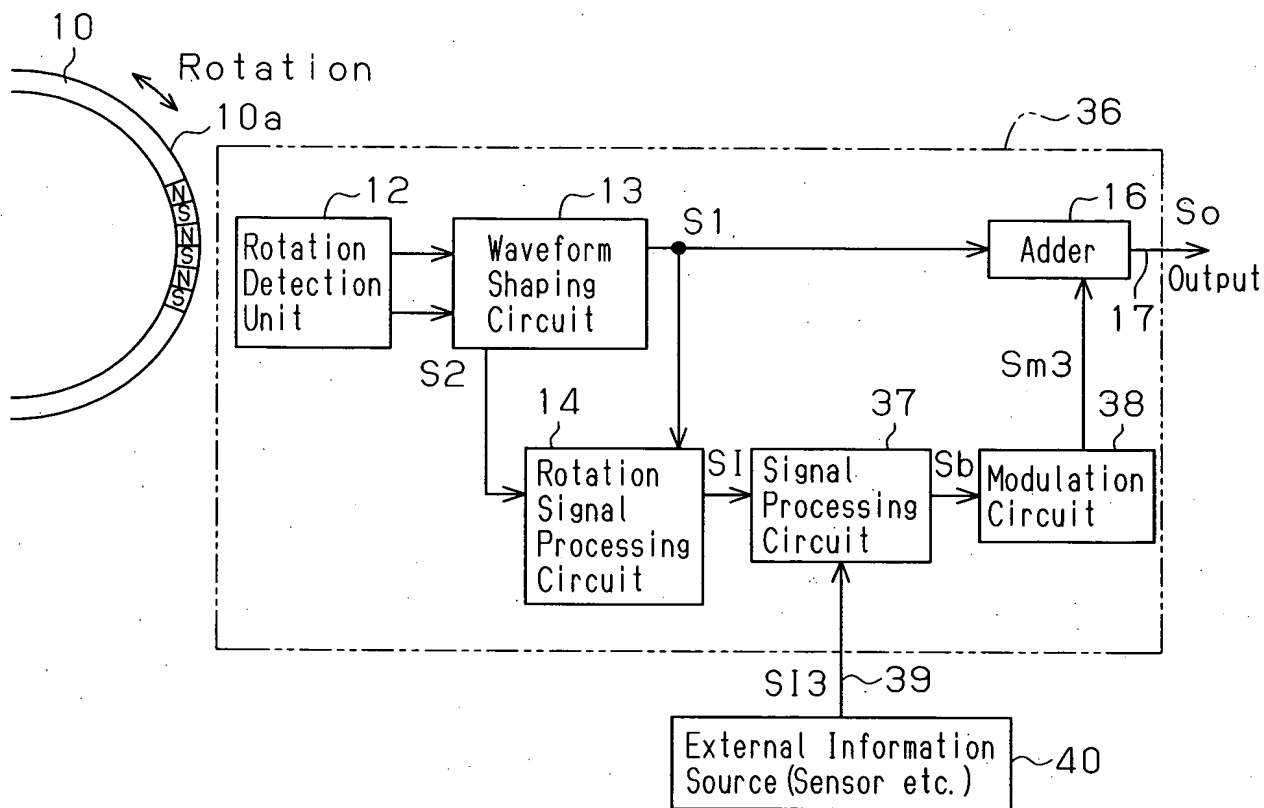 10
Rotation
10a
36
N
S
N
S
N
S
12
Rotation
Detection
Unit
13
Waveform
Shaping
Circuit
S1
16
Adder
So
Output
17
S2
Sm3
14
Rotation
Signal
Processing
Circuit
SI
37
Signal
Processing
Circuit
Sb
38
Modulation
Circuit
SI3
39
External Information
Source (Sensor etc.)
40